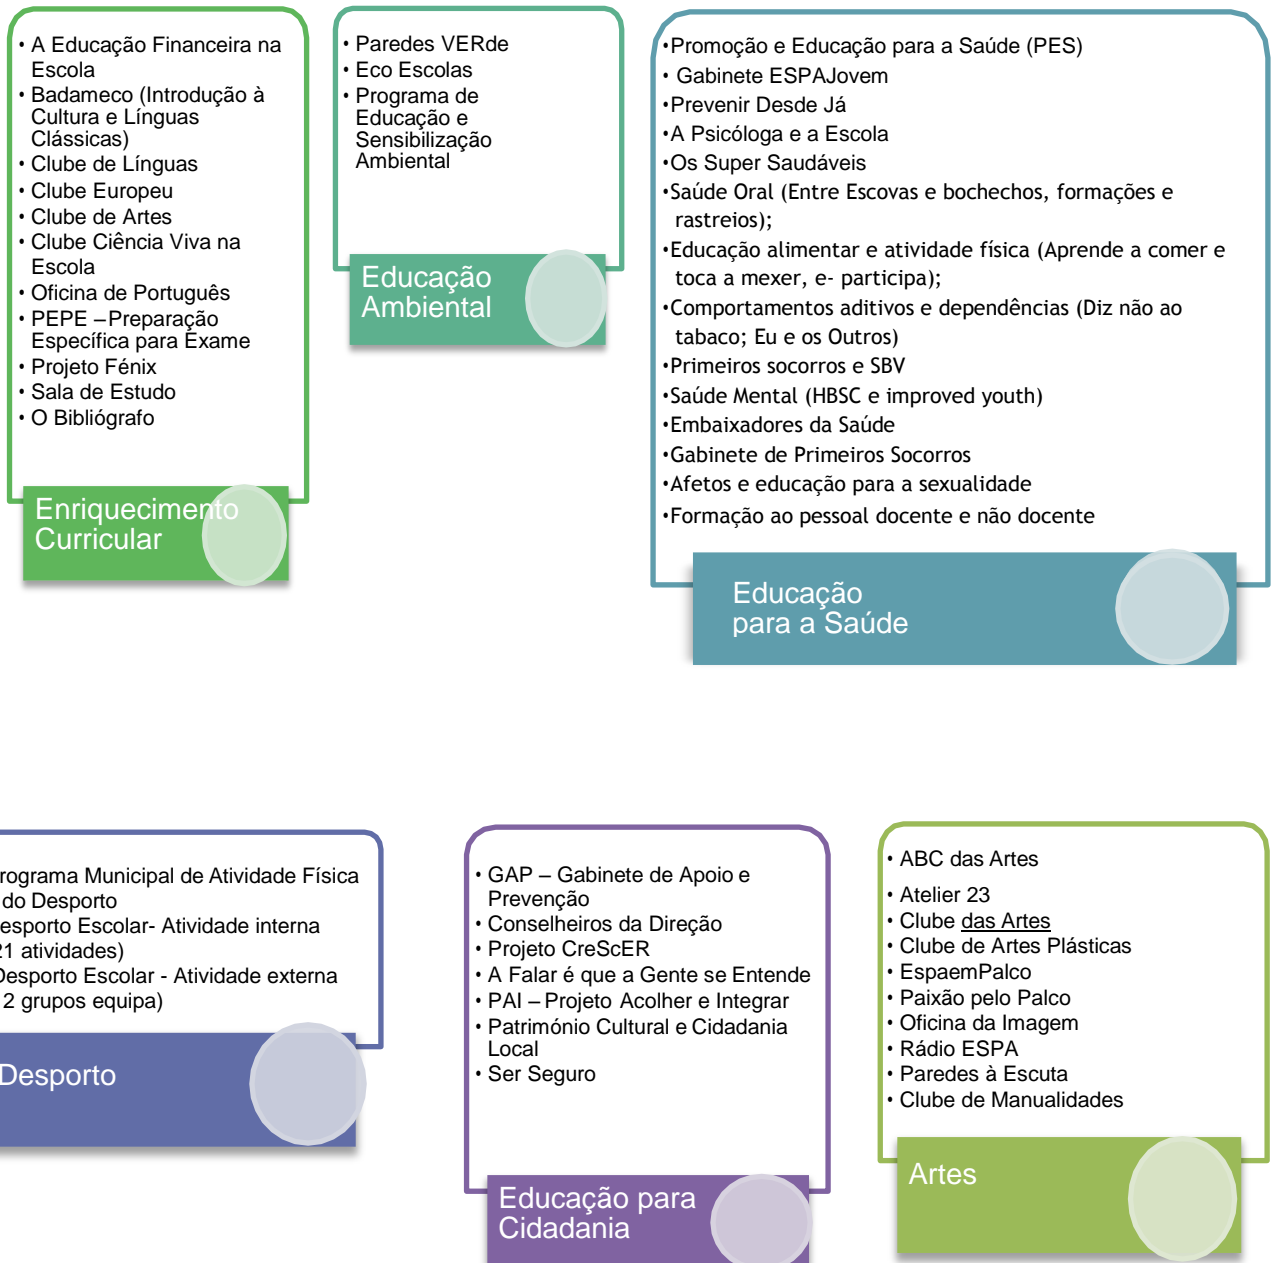 • A Educação Financeira na
Escola
• Badameco (Introdução à
Cultura e Línguas
Clássicas)
• Clube de Línguas
• Clube Europeu
• Clube de Artes
• Clube Ciência Viva na
Escola
• Oficina de Português
• PEPE – Preparação
Específica para Exame
• Projeto Fénix
• Sala de Estudo
• O Bibliógrafo
Enriquecimento
Curricular
• Paredes VERde
• Eco Escolas
• Programa de
Educação e
Sensibilização
Ambiental
Educação
Ambiental
•Promoção e Educação para a Saúde (PES)
• Gabinete ESPAJovem
•Prevenir Desde Já
•A Psicóloga e a Escola
•Os Super Saudáveis
•Saúde Oral (Entre Escovas e bochechos, formações e
rastreios);
•Educação alimentar e atividade física (Aprende a comer e
toca a mexer, e- participa);
•Comportamentos aditivos e dependências (Diz não ao
tabaco; Eu e os Outros)
•Primeiros socorros e SBV
•Saúde Mental (HBSC e improved youth)
•Embaixadores da Saúde
•Gabinete de Primeiros Socorros
•Afetos e educação para a sexualidade
•Formação ao pessoal docente e não docente
Educação
para a Saúde
rograma Municipal de Atividade Física
do Desporto
esporto Escolar- Atividade interna
21 atividades)
Desporto Escolar - Atividade externa
2 grupos equipa)
Desporto
• GAP – Gabinete de Apoio e
Prevenção
• Conselheiros da Direção
• Projeto CreScER
• A Falar é que a Gente se Entende
• PAI – Projeto Acolher e Integrar
• Património Cultural e Cidadania
Local
• Ser Seguro
Educação para
Cidadania
• ABC das Artes
• Atelier 23
• Clube das Artes
• Clube de Artes Plásticas
• EspaemPalco
• Paixão pelo Palco
• Oficina da Imagem
• Rádio ESPA
• Paredes à Escuta
• Clube de Manualidades
Artes